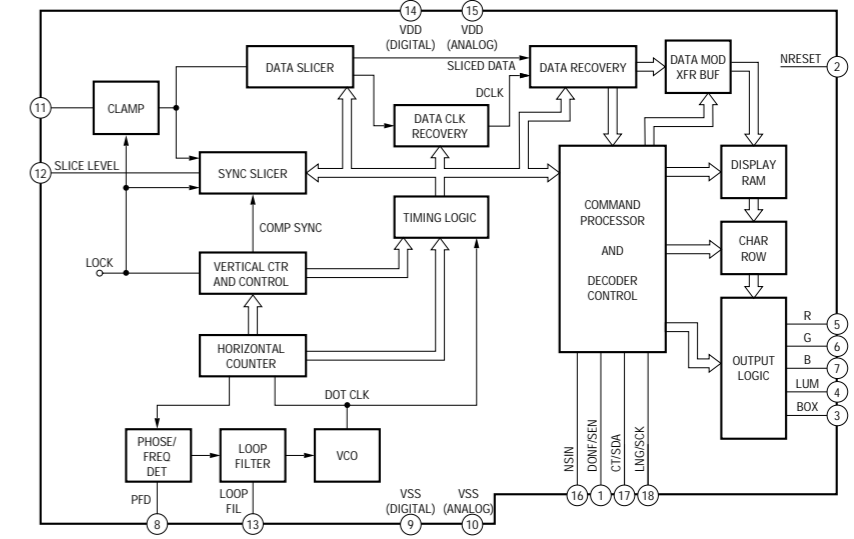 14
15
VDD
(DIGITAL)
VDD
(ANALOG)
NRESET
2
DATA SLICER
SLICED DATA
DATA RECOVERY
DATA MOD
XFR BUF
DCLK
11
CLAMP
DATA CLK
RECOVERY
12
SLICE LEVEL
SYNC SLICER
DISPLAY
RAM
COMMAND
PROCESSOR
AND
DECODER
CONTROL
TIMING LOGIC
COMP SYNC
CHAR
ROW
LOCK
VERTICAL CTR
AND CONTROL
HORIZONTAL
COUNTER
OUTPUT
LOGIC
R
5
G
6
B
7
LUM
4
BOX
3
DOT CLK
PHOSE/
FREQ
DET
LOOP
FILTER
VCO
NSIN
DONF/SEN
CT/SDA
LNG/SCK
PFD
LOOP
FIL
VSS
(DIGITAL)
VSS
(ANALOG)
16
1
17
18
8
13
9
10